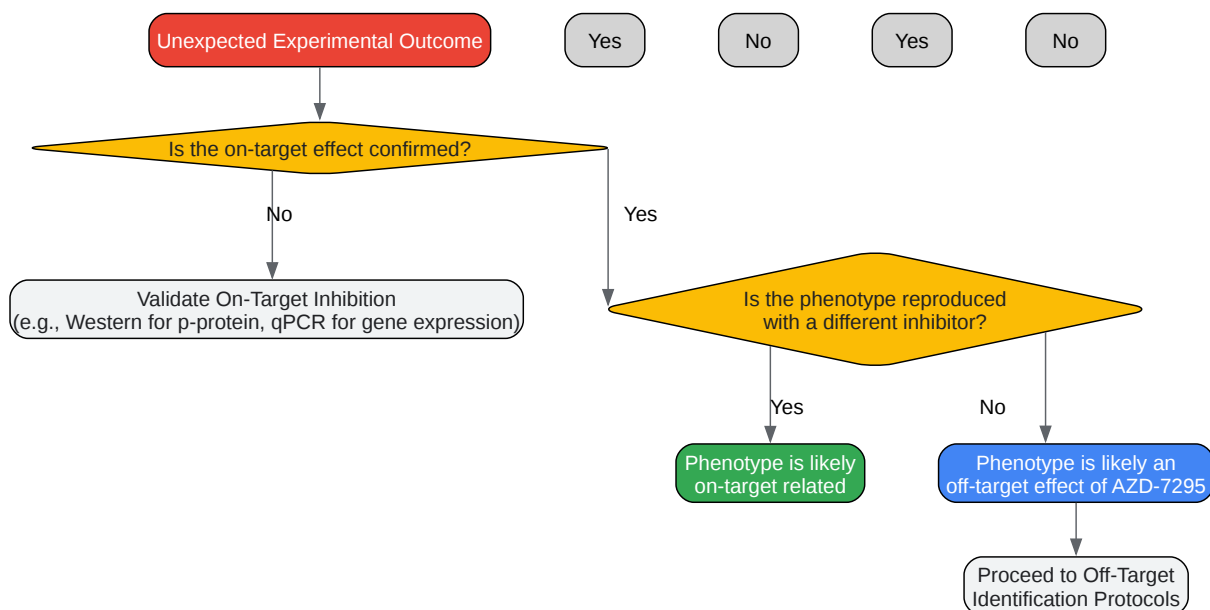 Unexpected Experimental Outcome
Yes
No
Yes
No
Is the on-target effect confirmed?
No
Yes
Validate On-Target Inhibition
(e.g., Western for p-protein, qPCR for gene expression)
Is the phenotype reproduced
with a different inhibitor?
Yes
No
Phenotype is likely
on-target related
Phenotype is likely an
off-target effect of AZD-7295
Proceed to Off-Target
Identification Protocols